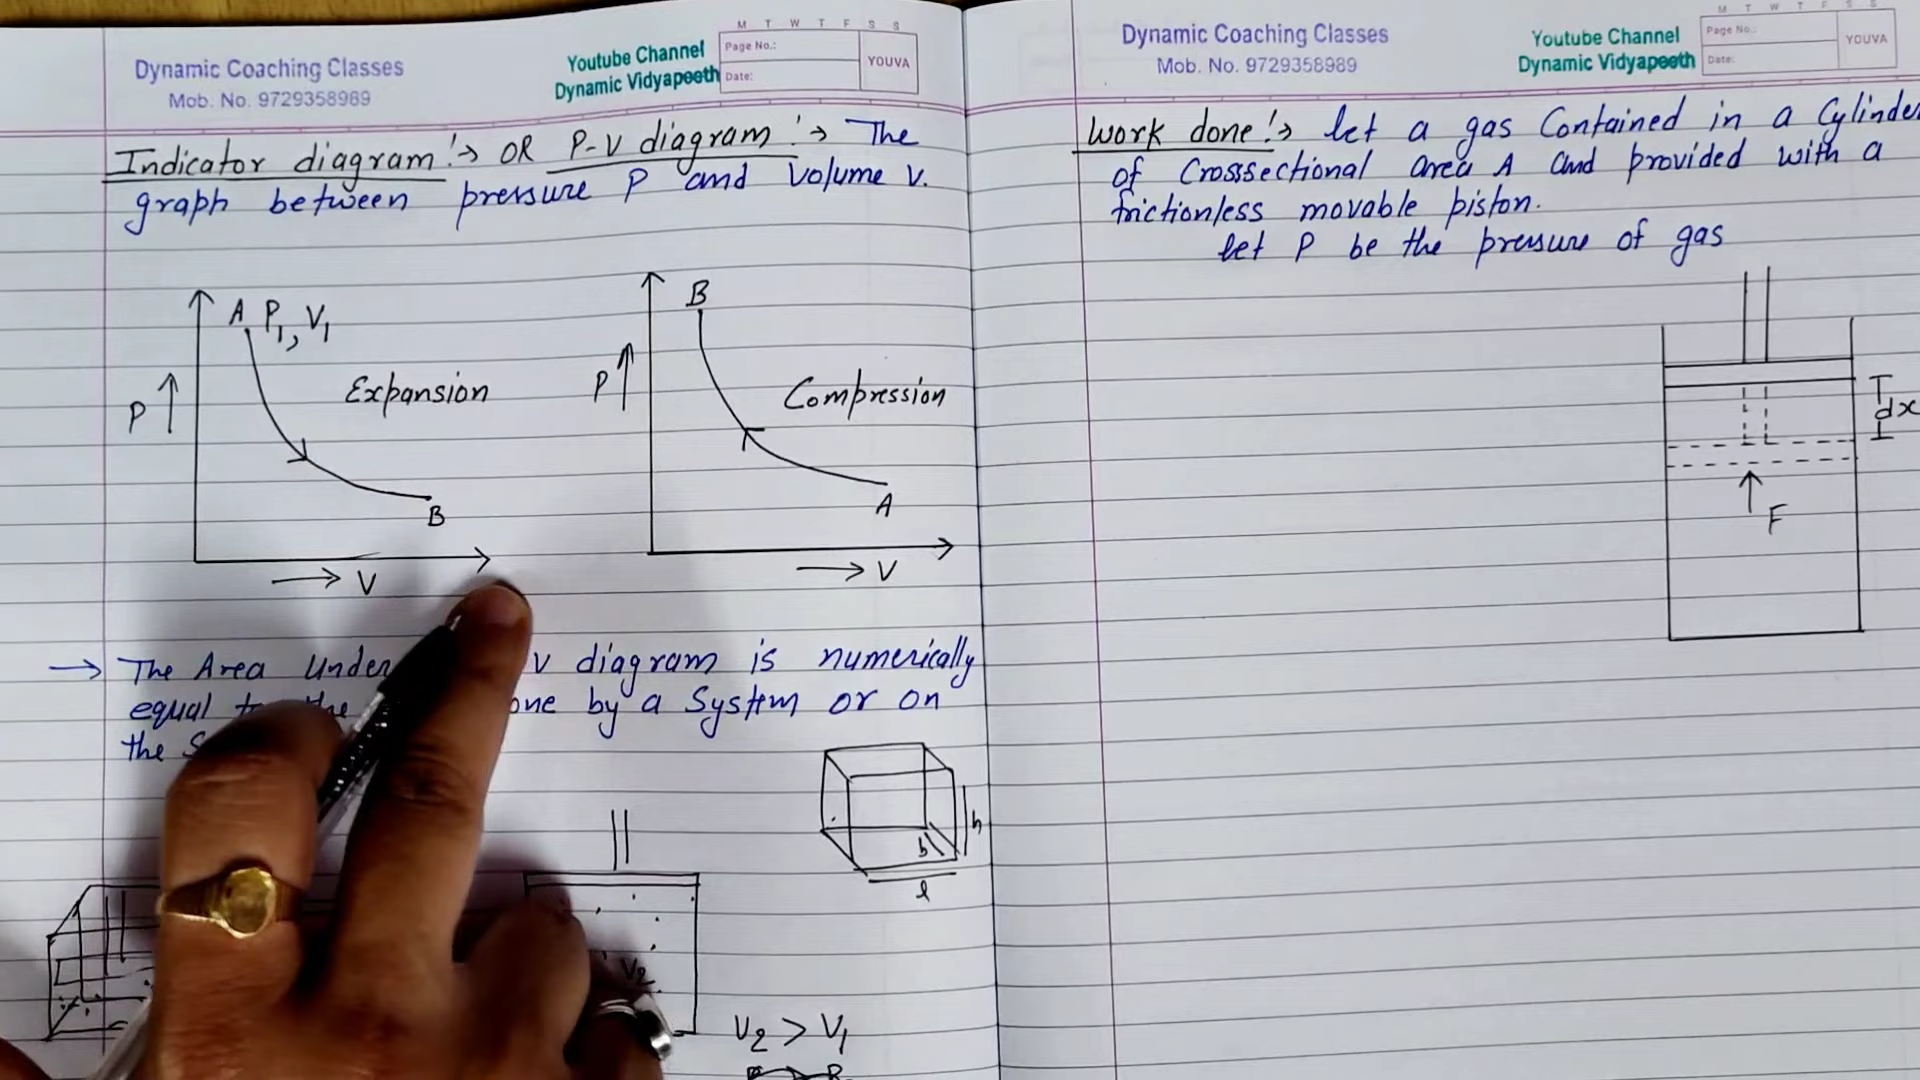 M T W T F S S
Dynamic Coaching Classes
Mob. No. 9729358989
Youtube Channel
Dynamic Vidyapeeth
Page No.:
Date:
YOUVA
Indicator diagram :→ OR P-V diagram :→ The
graph between pressure P and volume V.
A P₁, V₁
Expansion
P
B
V
B
Compression
P
A
V
→ The Area Under V diagram is numerically
equal the one by a System or on
the S
h
b
l
V₂
V₂ > V₁
M T W T F S S
Dynamic Coaching Classes
Mob. No. 9729358989
Youtube Channel
Dynamic Vidyapeeth
Page No.:
Date:
YOUVA
Work done :→ let a gas Contained in a Cylinder
of Crosssectional area A and provided with a
frictionless movable piston.
let P be the pressure of gas
dx
F